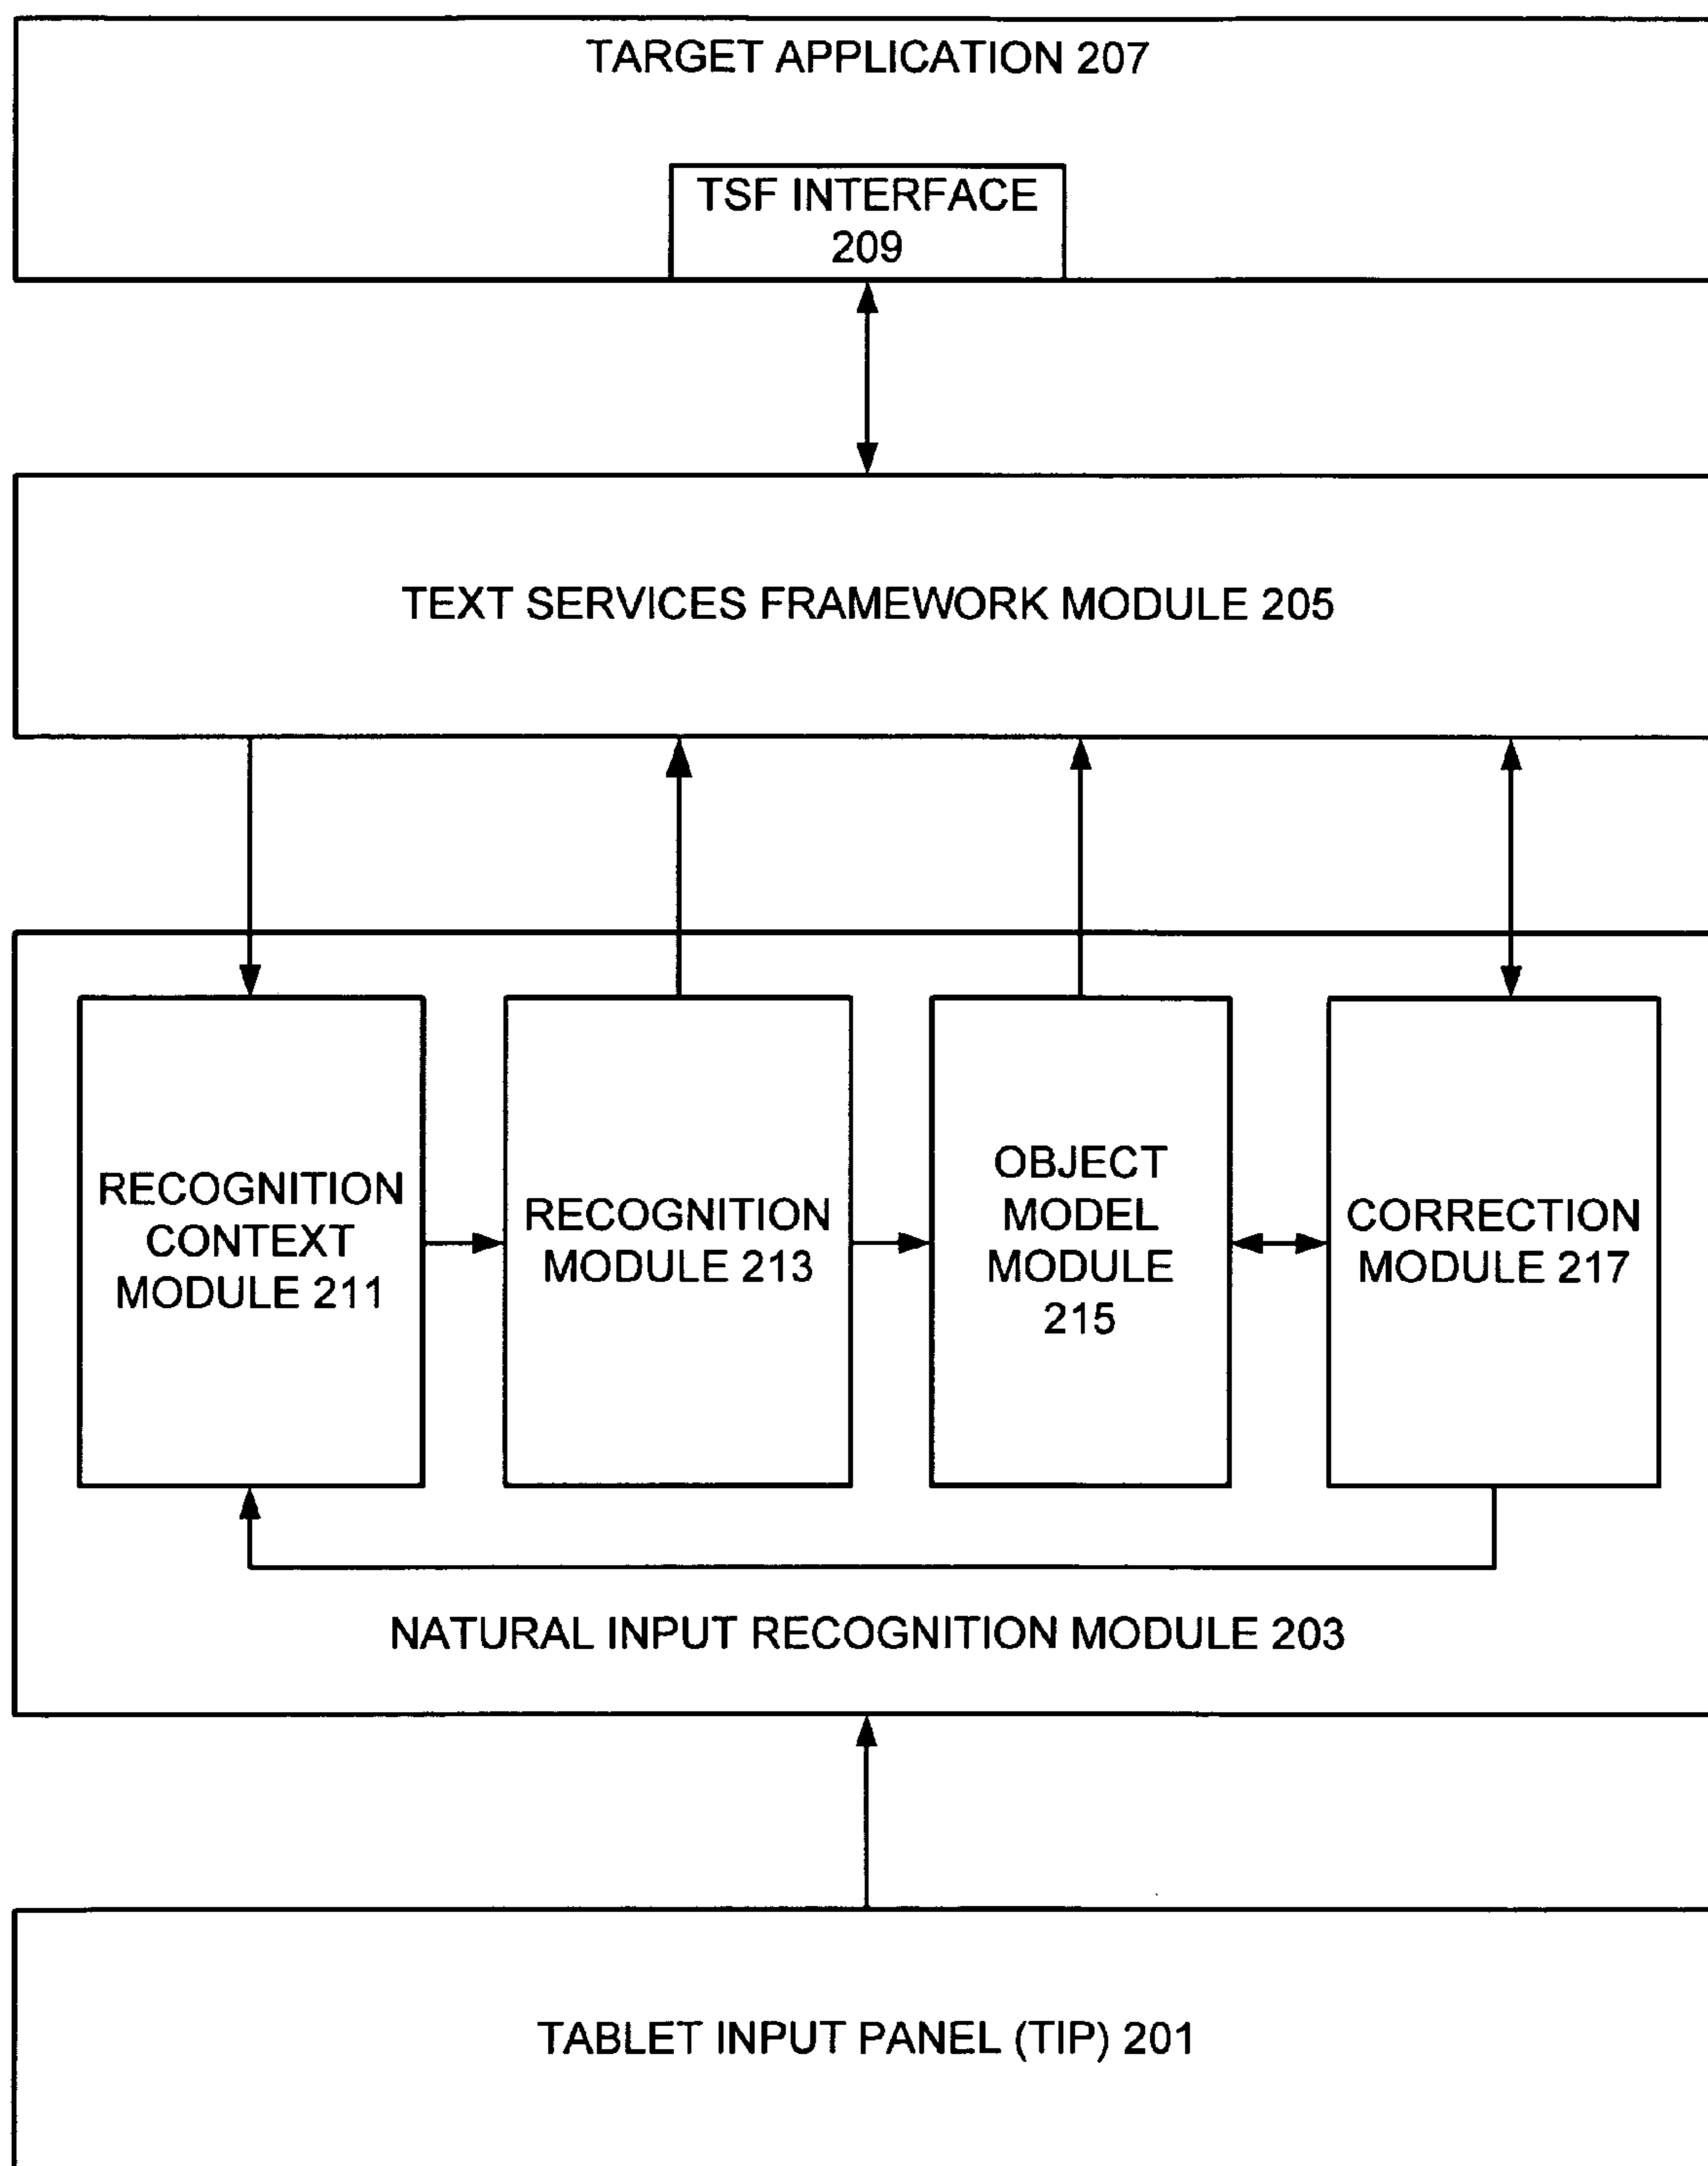 TARGET APPLICATION 207
TSF INTERFACE
209
TEXT SERVICES FRAMEWORK MODULE 205
RECOGNITION
CONTEXT
MODULE 211
RECOGNITION
MODULE 213
OBJECT
MODEL
MODULE
215
CORRECTION
MODULE 217
NATURAL INPUT RECOGNITION MODULE 203
TABLET INPUT PANEL (TIP) 201